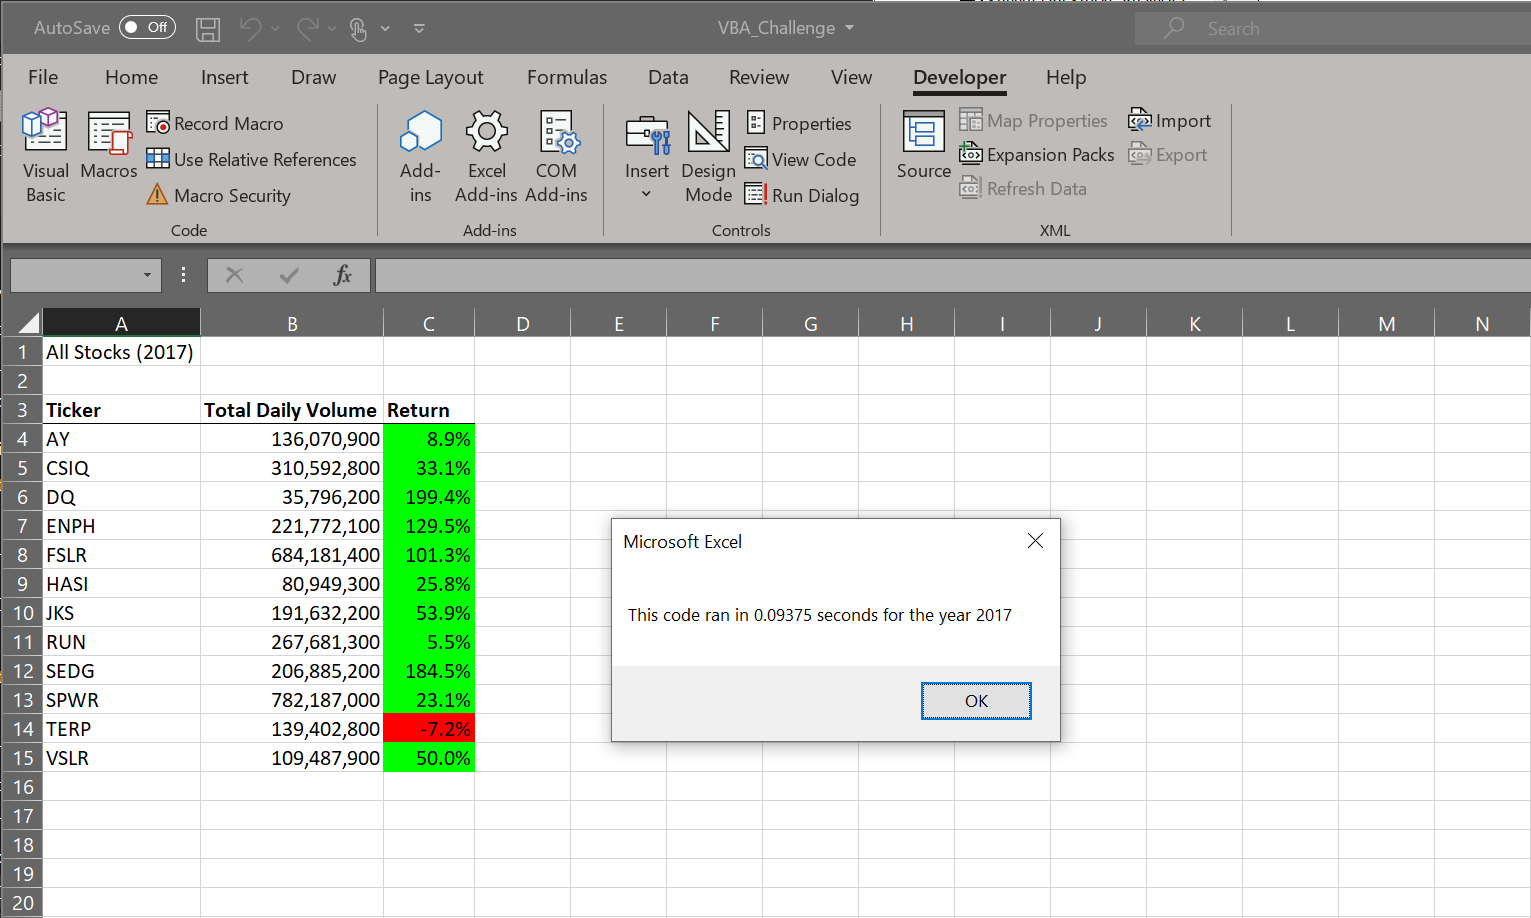 AutoSave Off VBA_Challenge Search
File Home Insert Draw Page Layout Formulas Data Review View Developer Help
Visual Basic
Macros
Record Macro
Use Relative References
Macro Security
Code
Add-ins
Excel Add-ins
COM Add-ins
Add-ins
Insert
Design Mode
Properties
View Code
Run Dialog
Controls
Source
Map Properties
Expansion Packs
Refresh Data
Import
Export
XML
fx
A B C D E F G H I J K L M N
1 All Stocks (2017)
2
3 Ticker Total Daily Volume Return
4 AY 136,070,900 8.9%
5 CSIQ 310,592,800 33.1%
6 DQ 35,796,200 199.4%
7 ENPH 221,772,100 129.5%
8 FSLR 684,181,400 101.3%
9 HASI 80,949,300 25.8%
10 JKS 191,632,200 53.9%
11 RUN 267,681,300 5.5%
12 SEDG 206,885,200 184.5%
13 SPWR 782,187,000 23.1%
14 TERP 139,402,800 -7.2%
15 VSLR 109,487,900 50.0%
16
17
18
19
20
Microsoft Excel
This code ran in 0.09375 seconds for the year 2017
OK